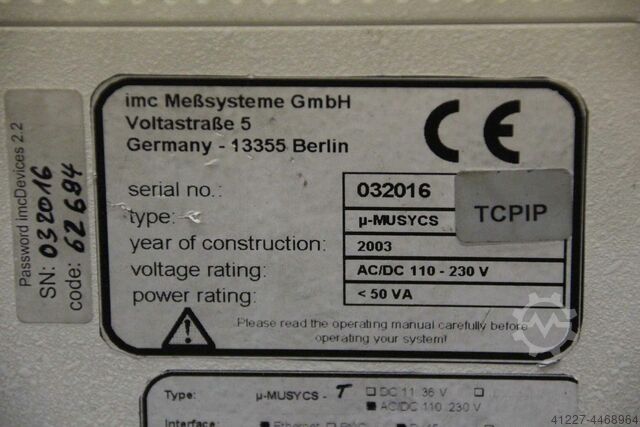 Password imcDevices 2.2
SN: 032016
code: 62684
imc Meßsysteme GmbH
Voltastraße 5
Germany - 13355 Berlin
CE
serial no.: 032016
type: µ-MUSYCS
TCPIP
year of construction: 2003
voltage rating: AC/DC 110 - 230 V
power rating: < 50 VA
Please read the operating manual carefully before
operating your system!
Type: µ-MUSYCS - T DC 11..36 V
AC/DC 110..230 V
Interface: Ethernet
41227-4468964